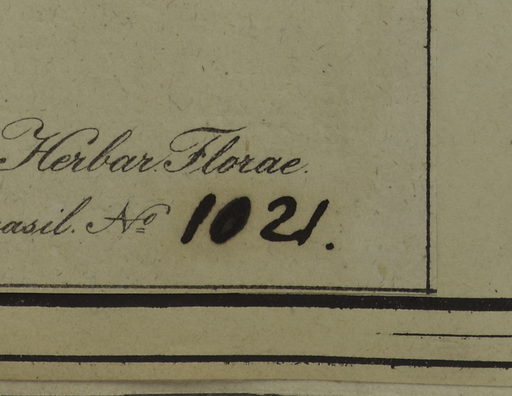 Herbar. Florae.
asil. Nº 1021.